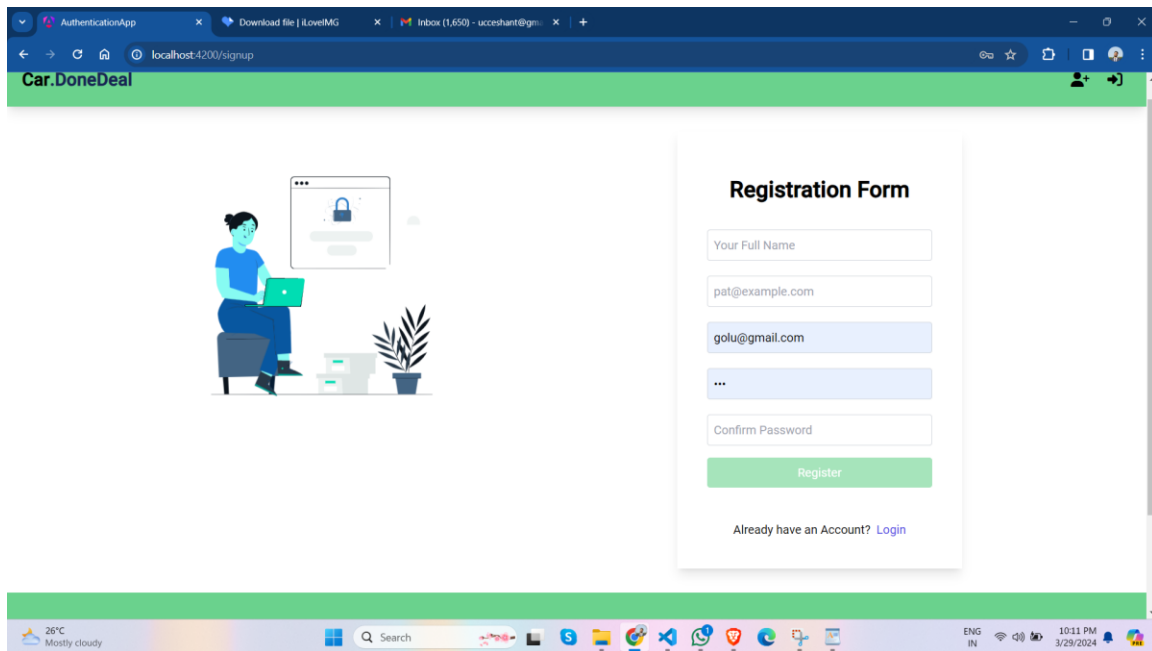 AuthenticationApp
Download file | iLoveIMG
Inbox (1,650) - ucceshant@gm
localhost:4200/signup
Car.DoneDeal
Registration Form
Your Full Name
pat@example.com
golu@gmail.com
•••
Confirm Password
Register
Already have an Account? Login
26°C
Mostly cloudy
Search
ENG
IN
10:11 PM
3/29/2024
PRE